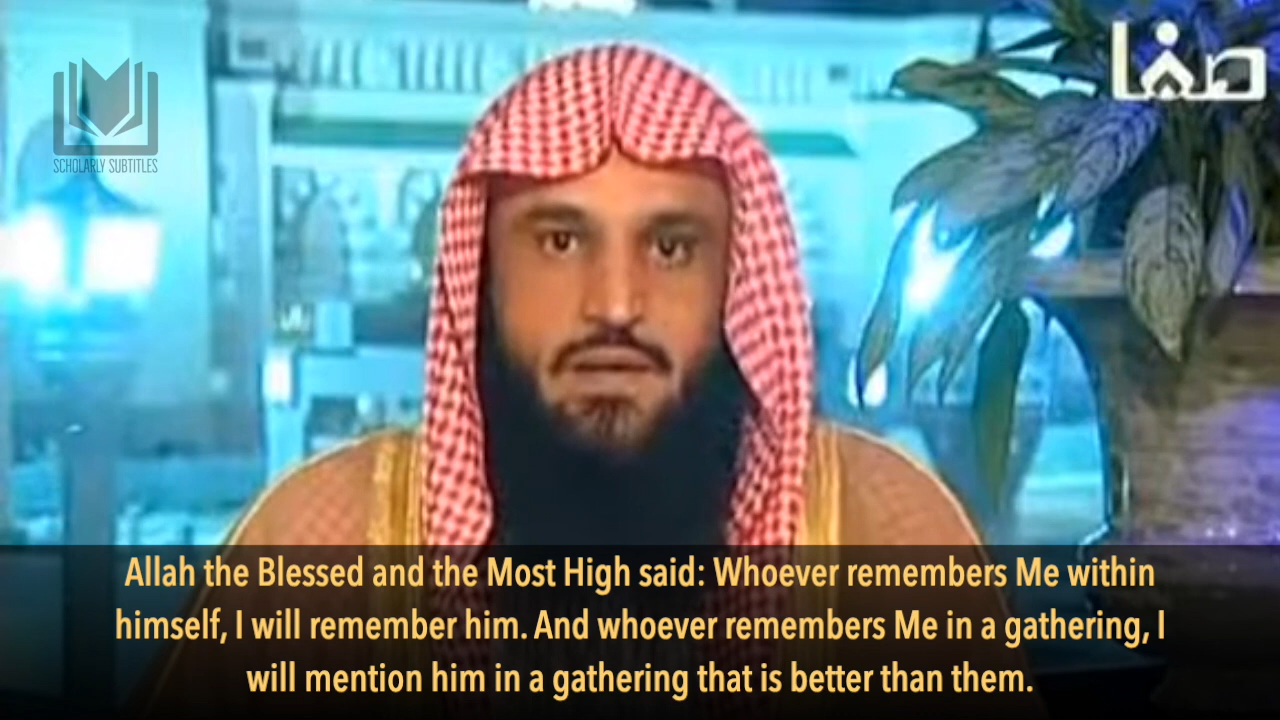 صفا
SCHOLARLY SUBTITLES
Allah the Blessed and the Most High said: Whoever remembers Me within
himself, I will remember him. And whoever remembers Me in a gathering, I
will mention him in a gathering that is better than them.